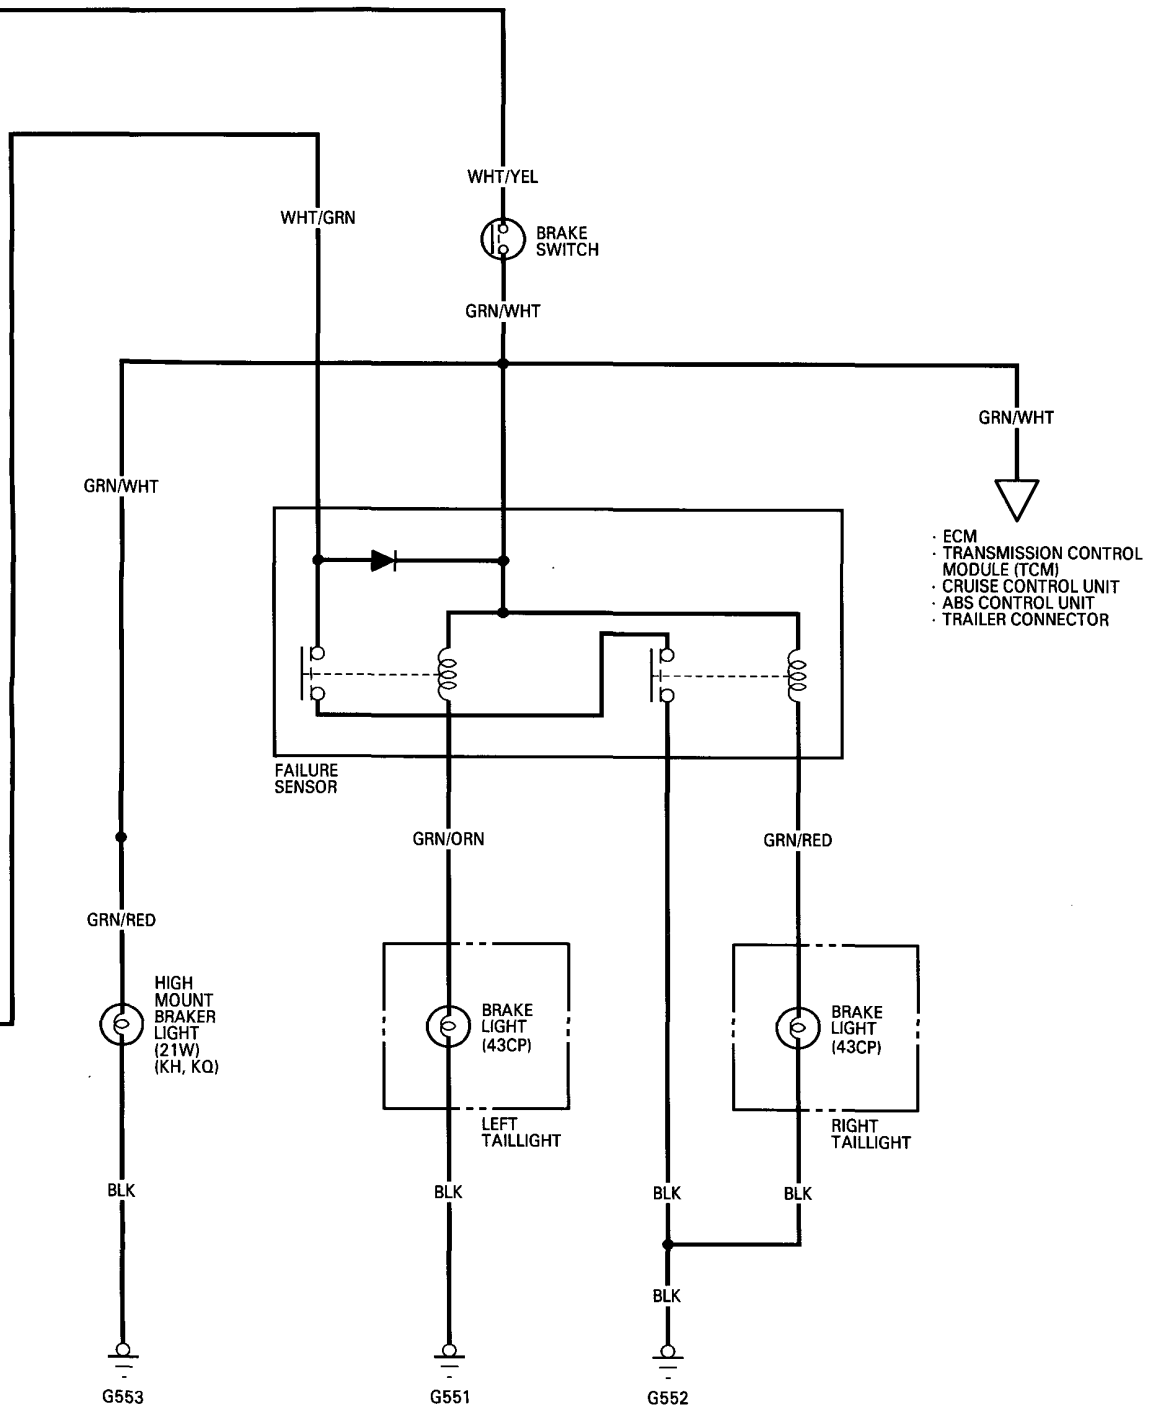 WHT/YEL
WHT/GRN
BRAKE
SWITCH
GRN/WHT
GRN/WHT
GRN/WHT
· ECM
· TRANSMISSION CONTROL
MODULE (TCM)
· CRUISE CONTROL UNIT
· ABS CONTROL UNIT
· TRAILER CONNECTOR
FAILURE
SENSOR
GRN/ORN
GRN/RED
GRN/RED
HIGH
MOUNT
BRAKER
LIGHT
(21W)
(KH, KQ)
BRAKE
LIGHT
(43CP)
BRAKE
LIGHT
(43CP)
LEFT
TAILLIGHT
RIGHT
TAILLIGHT
BLK
BLK
BLK
BLK
BLK
G553
G551
G552